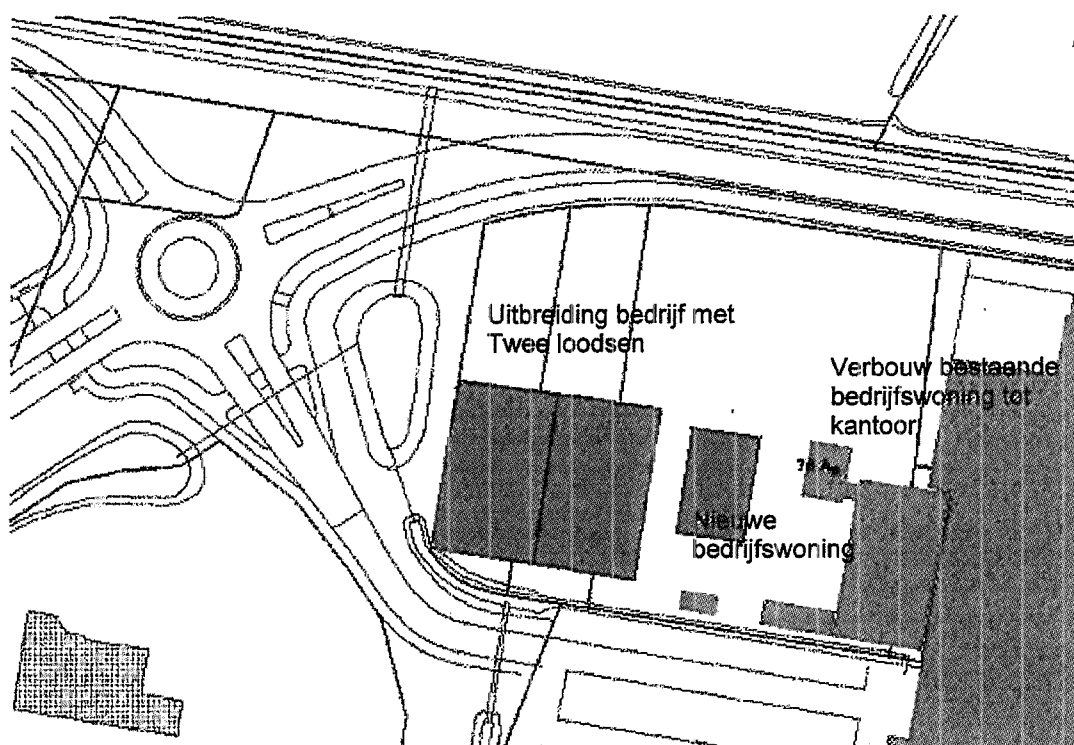 Uitbreiding bedrijf met
Twee loodsen
Verbouw bestaande
bedrijfswoning tot
kantoor
Nieuwe
bedrijfswoning